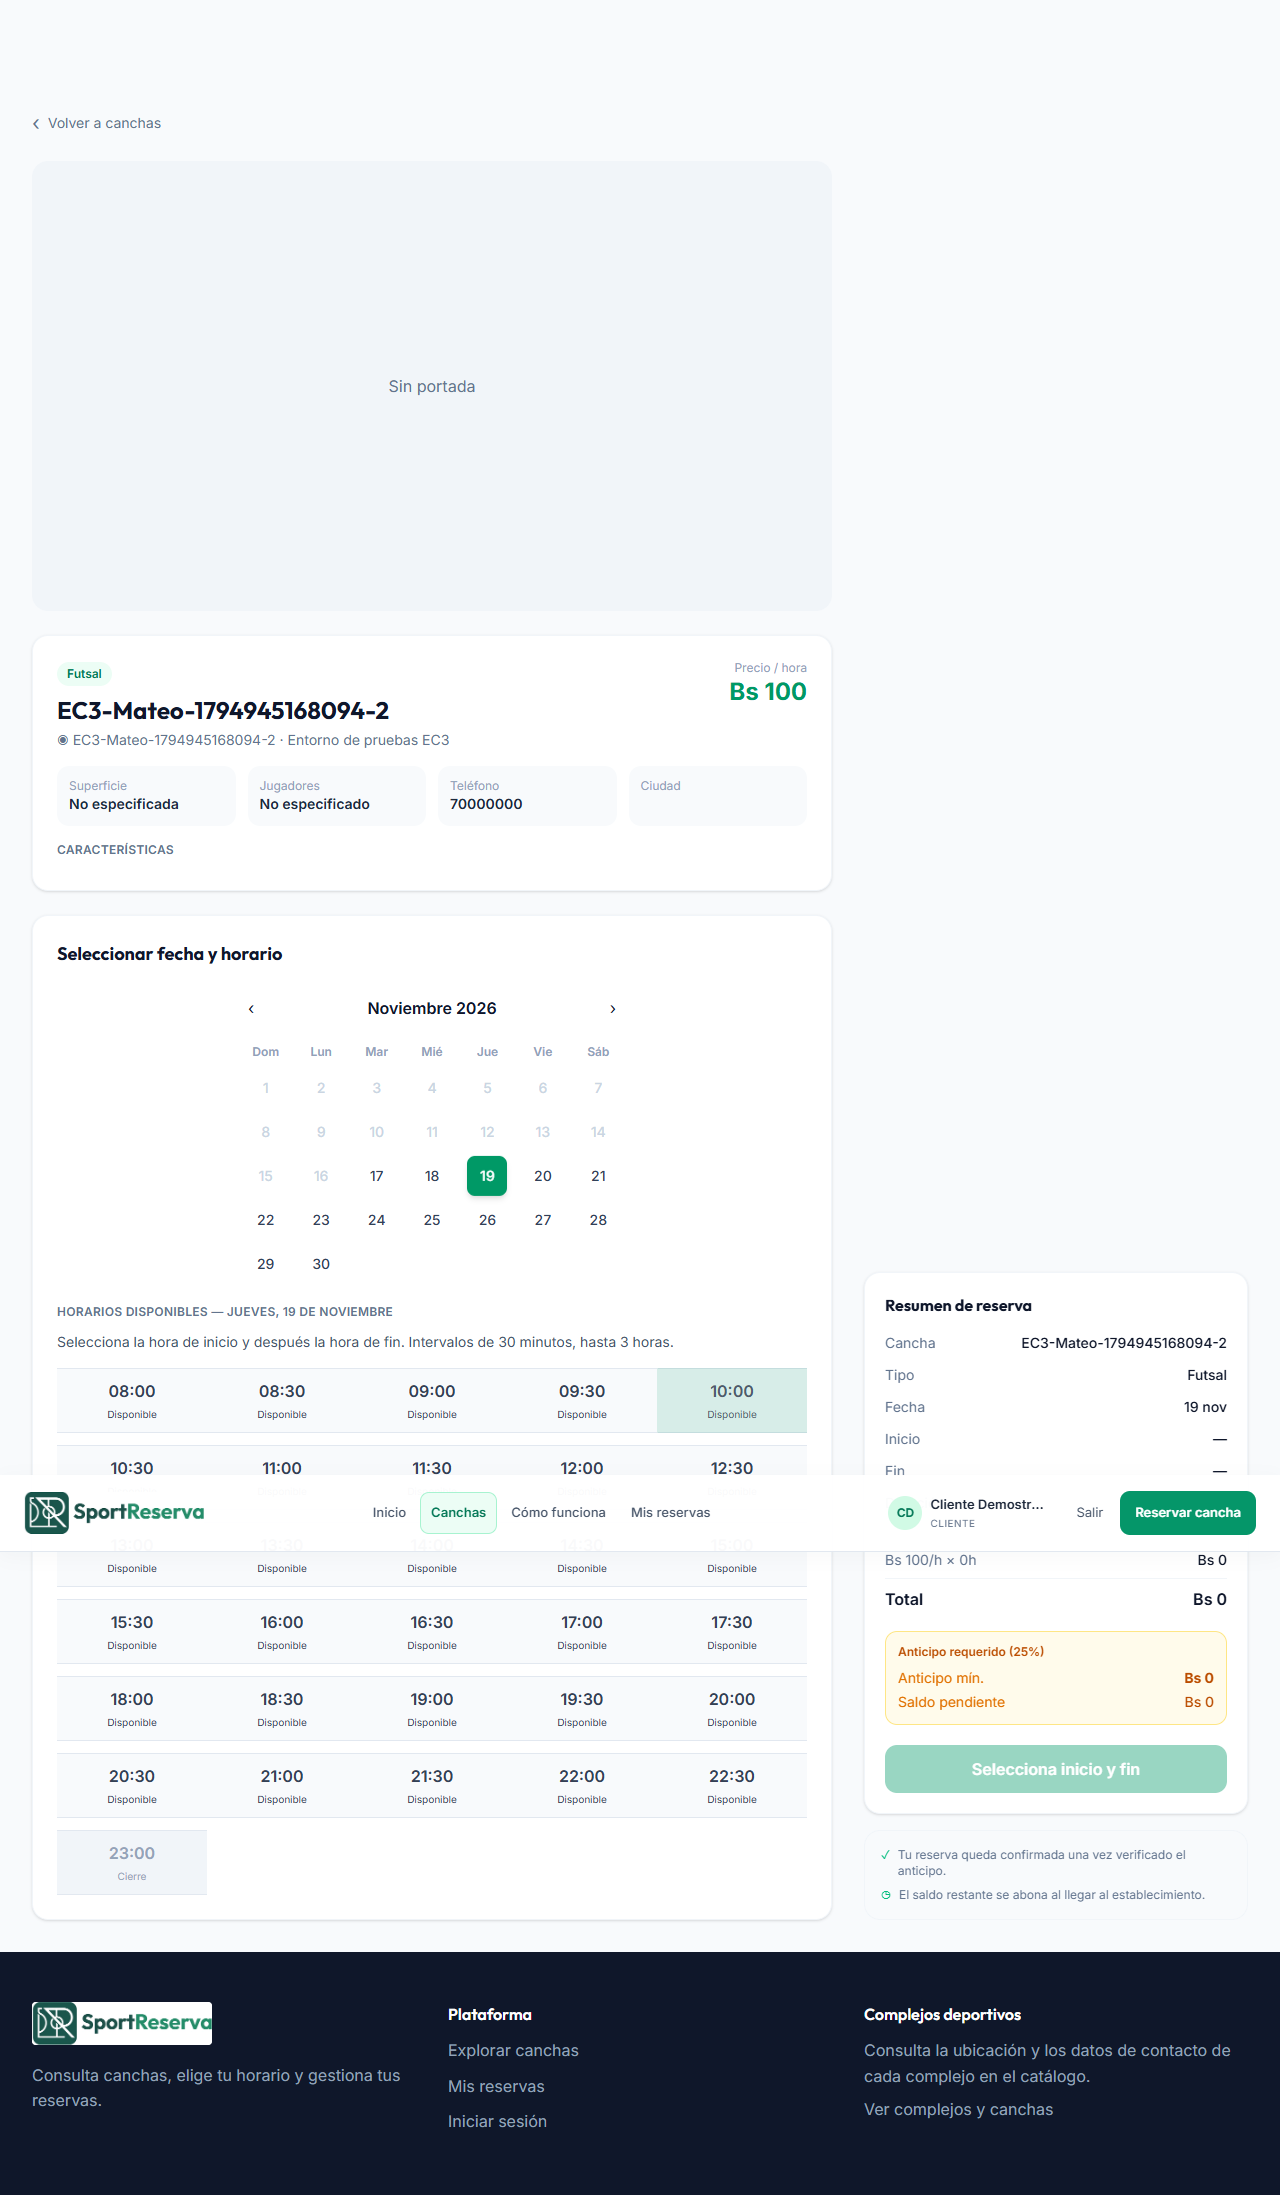 ‹ Volver a canchas
Sin portada
Futsal
Precio / hora
Bs 100
EC3-Mateo-1794945168094-2
◉ EC3-Mateo-1794945168094-2 · Entorno de pruebas EC3
Superficie
No especificada
Jugadores
No especificado
Teléfono
70000000
Ciudad
CARACTERÍSTICAS
Seleccionar fecha y horario
‹ Noviembre 2026 ›
Dom Lun Mar Mié Jue Vie Sáb
1 2 3 4 5 6 7
8 9 10 11 12 13 14
15 16 17 18 19 20 21
22 23 24 25 26 27 28
29 30
HORARIOS DISPONIBLES — JUEVES, 19 DE NOVIEMBRE
Selecciona la hora de inicio y después la hora de fin. Intervalos de 30 minutos, hasta 3 horas.
08:00 08:30 09:00 09:30 10:00
Disponible Disponible Disponible Disponible Disponible
10:30 11:00 11:30 12:00 12:30
SportReserva
Inicio
Canchas
Cómo funciona
Mis reservas
CD
Cliente Demostr...
CLIENTE
Salir
Reservar cancha
13:00 13:30 14:00 14:30 15:00
Disponible Disponible Disponible Disponible Disponible
15:30 16:00 16:30 17:00 17:30
Disponible Disponible Disponible Disponible Disponible
18:00 18:30 19:00 19:30 20:00
Disponible Disponible Disponible Disponible Disponible
20:30 21:00 21:30 22:00 22:30
Disponible Disponible Disponible Disponible Disponible
23:00
Cierre
Resumen de reserva
Cancha EC3-Mateo-1794945168094-2
Tipo Futsal
Fecha 19 nov
Inicio —
Fin —
Bs 100/h × 0h Bs 0
Total Bs 0
Anticipo requerido (25%)
Anticipo mín. Bs 0
Saldo pendiente Bs 0
Selecciona inicio y fin
✓ Tu reserva queda confirmada una vez verificado el
anticipo.
◷ El saldo restante se abona al llegar al establecimiento.
SportReserva
Consulta canchas, elige tu horario y gestiona tus
reservas.
Plataforma
Explorar canchas
Mis reservas
Iniciar sesión
Complejos deportivos
Consulta la ubicación y los datos de contacto de
cada complejo en el catálogo.
Ver complejos y canchas